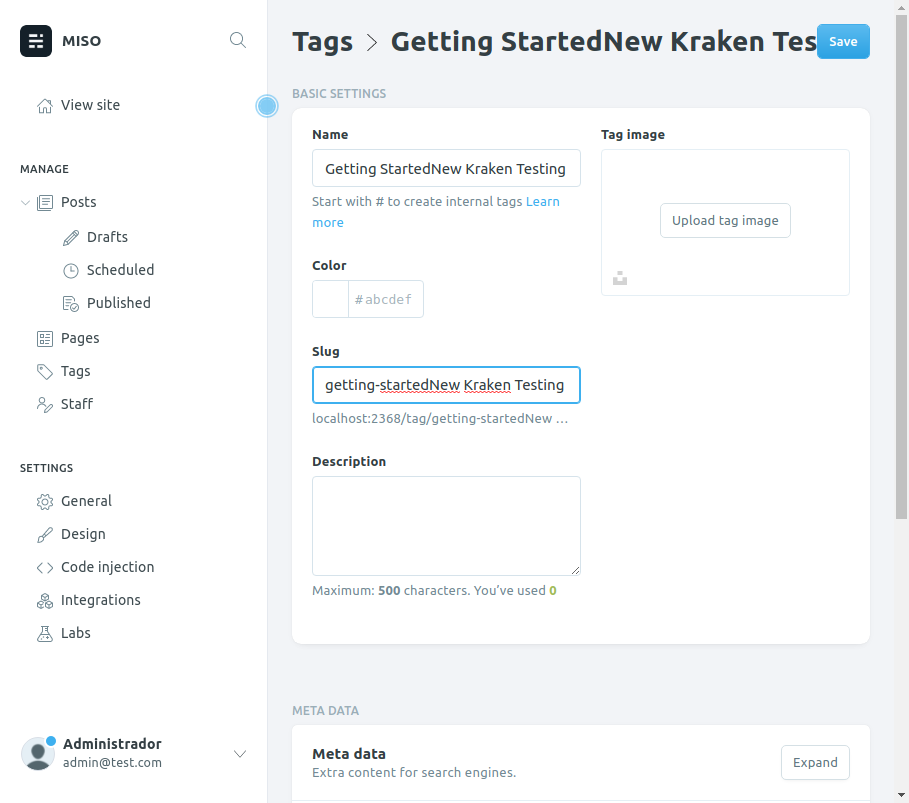 MISO
View site
MANAGE
Posts
Drafts
Scheduled
Published
Pages
Tags
Staff
SETTINGS
General
Design
Code injection
Integrations
Labs
Administrador
admin@test.com
Tags > Getting StartedNew Kraken Tes
Save
BASIC SETTINGS
Name
Getting StartedNew Kraken Testing
Start with # to create internal tags Learn
more
Color
#abcdef
Slug
getting-startedNew Kraken Testing
localhost:2368/tag/getting-startedNew …
Description
Maximum: 500 characters. You’ve used 0
Tag image
Upload tag image
META DATA
Meta data
Extra content for search engines.
Expand